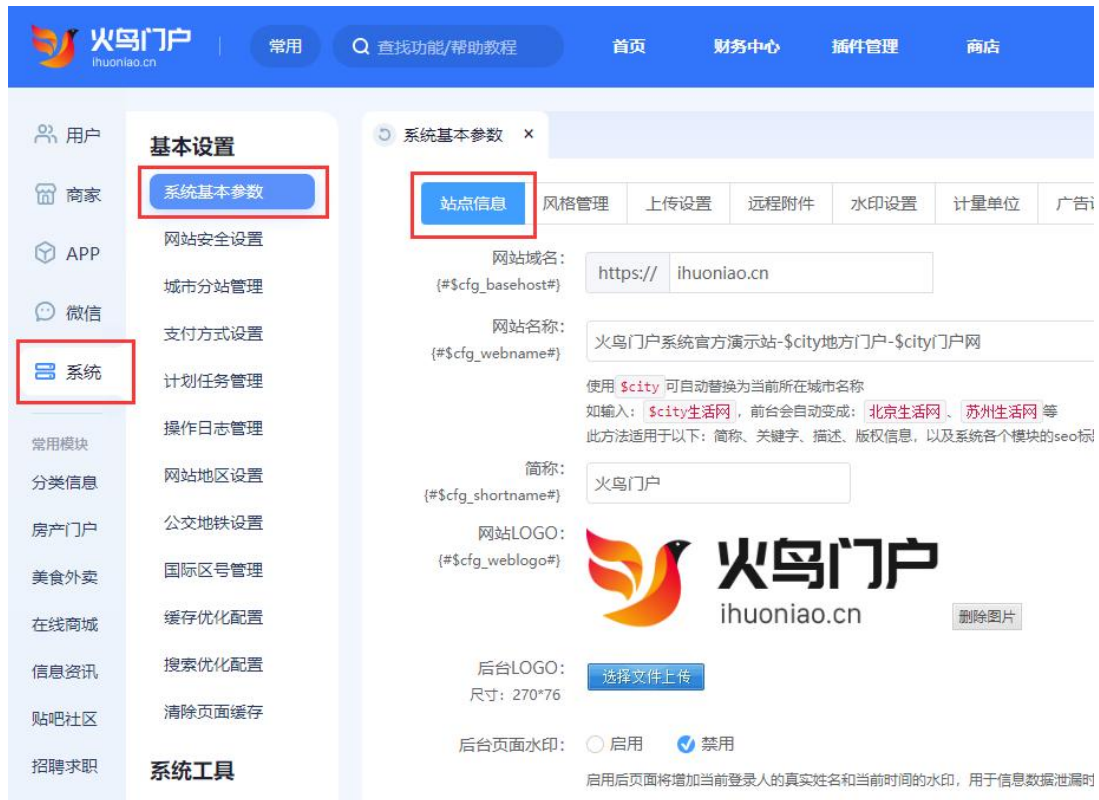 火鸟门户
ihuoniao.cn
常用
查找功能/帮助教程
首页
财务中心
插件管理
商店
用户
商家
APP
微信
系统
常用模块
分类信息
房产门户
美食外卖
在线商城
信息资讯
贴吧社区
招聘求职
基本设置
系统基本参数
网站安全设置
城市分站管理
支付方式设置
计划任务管理
操作日志管理
网站地区设置
公交地铁设置
国际区号管理
缓存优化配置
搜索优化配置
清除页面缓存
系统工具
系统基本参数 ×
站点信息
风格管理
上传设置
远程附件
水印设置
计量单位
广告
网站域名:
{#$cfg_basehost#}
https:// ihuoniao.cn
网站名称:
{#$cfg_webname#}
火鸟门户系统官方演示站-$city地方门户-$city门户网
使用 $city 可自动替换为当前所在城市名称
如输入: $city生活网 , 前台会自动变成: 北京生活网 、 苏州生活网 等
此方法适用于以下: 简称、关键字、描述、版权信息, 以及系统各个模块的seo标
简称:
{#$cfg_shortname#}
火鸟门户
网站LOGO:
{#$cfg_weblogo#}
火鸟门户
ihuoniao.cn
删除图片
后台LOGO:
尺寸: 270*76
选择文件上传
后台页面水印:
启用
禁用
启用后页面将增加当前登录人的真实姓名和当前时间的水印, 用于信息数据泄漏时